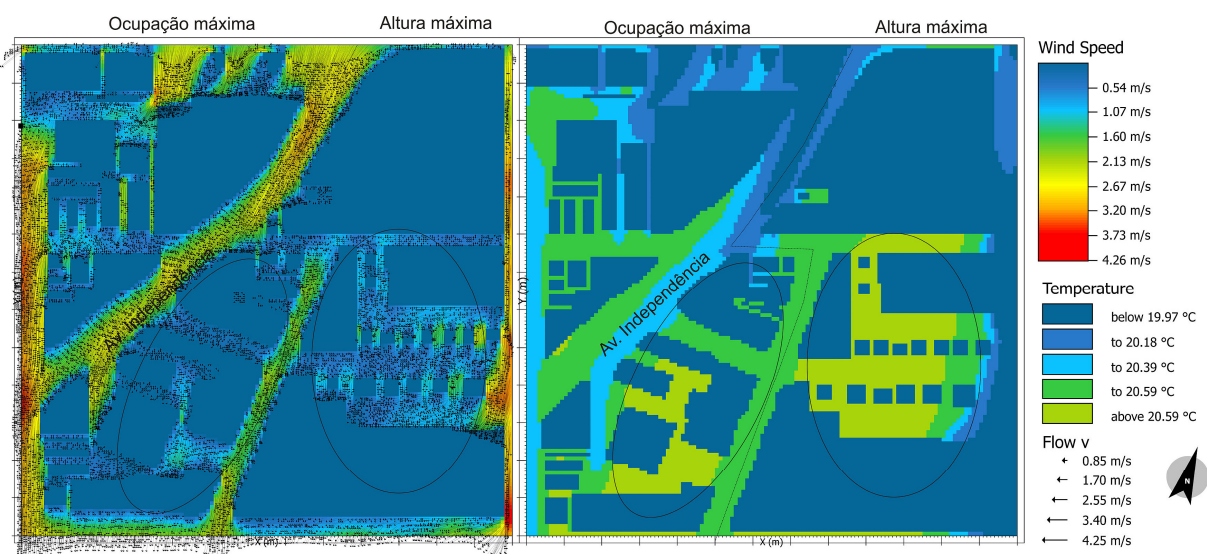 Ocupação máxima
Altura máxima
Ocupação máxima
Altura máxima
Av. Independência
Av. Independência
Y (m)
Y (m)
X (m)
X (m)
Wind Speed
0.54 m/s
1.07 m/s
1.60 m/s
2.13 m/s
2.67 m/s
3.20 m/s
3.73 m/s
4.26 m/s
Temperature
below 19.97 °C
to 20.18 °C
to 20.39 °C
to 20.59 °C
above 20.59 °C
Flow v
0.85 m/s
1.70 m/s
2.55 m/s
3.40 m/s
4.25 m/s
N